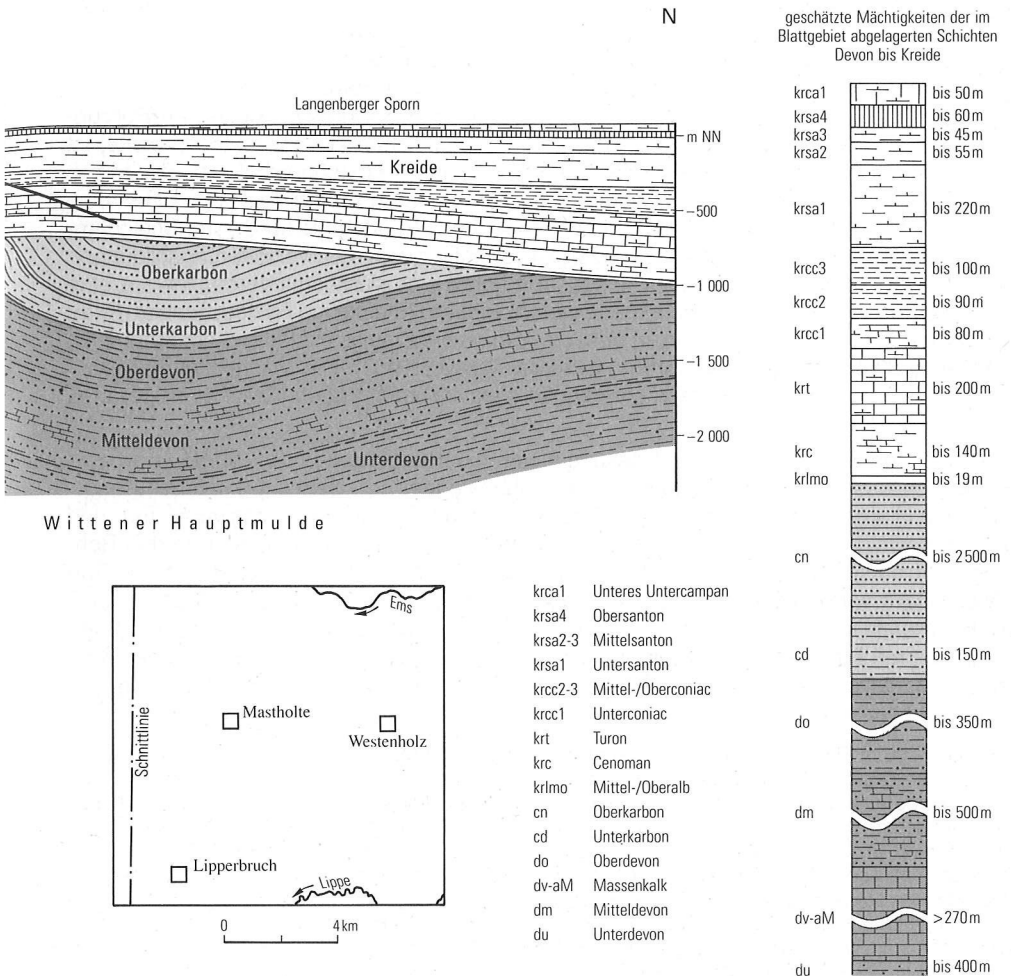 N
Langenberger Sporn
m NN
Kreide
–500
Oberkarbon
–1 000
Unterkarbon
Oberdevon
–1 500
Mitteldevon
–2 000
Unterdevon
Wittener Hauptmulde
Ems
Schnittlinie
Mastholte
Westenholz
Lipperbruch
Lippe
0 4 km
krca1 Unteres Untercampan
krsa4 Obersanton
krsa2-3 Mittelsanton
krsa1 Untersanton
krcc2-3 Mittel-/Oberconiac
krcc1 Unterconiac
krt Turon
krc Cenoman
krlmo Mittel-/Oberalb
cn Oberkarbon
cd Unterkarbon
do Oberdevon
dv-aM Massenkalk
dm Mitteldevon
du Unterdevon
geschätzte Mächtigkeiten der im
Blattgebiet abgelagerten Schichten
Devon bis Kreide
krca1 bis 50 m
krsa4 bis 60 m
krsa3 bis 45 m
krsa2 bis 55 m
krsa1 bis 220 m
krcc3 bis 100 m
krcc2 bis 90 m
krcc1 bis 80 m
krt bis 200 m
krc bis 140 m
krlmo bis 19 m
cn bis 2500 m
cd bis 150 m
do bis 350 m
dm bis 500 m
dv-aM >270 m
du bis 400 m